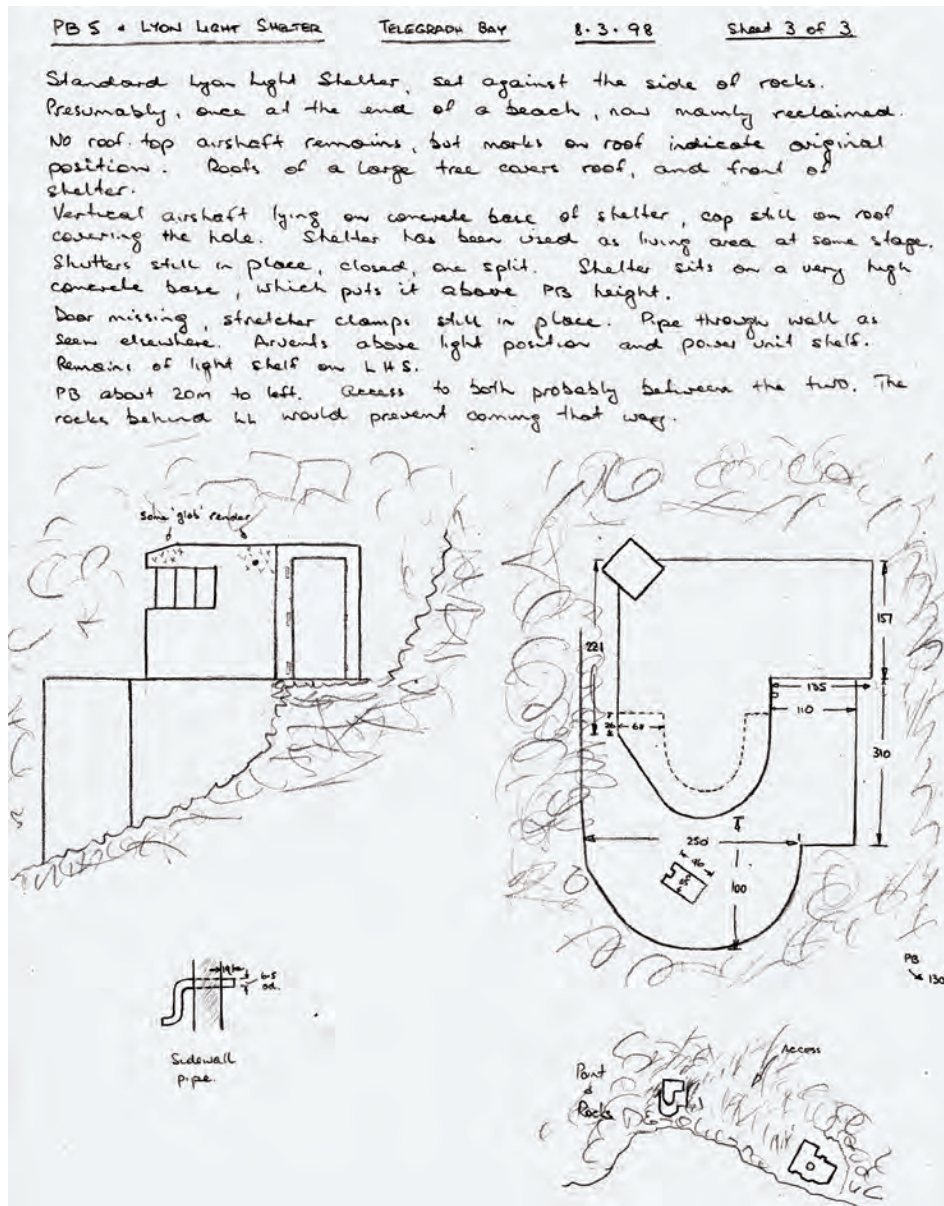 PB 5 & LYON LIGHT SHELTER TELEGRAPH BAY 8.3.98 Sheet 3 of 3
Standard Lyon Light Shelter, set against the side of rocks.
Presumably, once at the end of a beach, now mainly reclaimed.
No roof top airshaft remains, but marks on roof indicate original
position. Roots of a large tree covers roof, and front of
shelter.
Vertical airshaft lying on concrete base of shelter, cap still on roof
covering the hole. Shelter has been used as living area at some stage.
Shutters still in place, closed, one split. Shelter sits on a very high
concrete base, which puts it above PB height.
Door missing, stretcher clamps still in place. Pipe through wall as
seen elsewhere. Airvents above light position and power unit shelf.
Remains of light shelf on LHS.
PB about 20m to left. Access to both probably between the two. The
rocks behind LL would prevent coming that way.
Some 'glob' render
221
157
135
110
26 68
310
250
46
100
PB
130
6.5
od.
Sidewall
pipe.
Access
Point
&
Rocks